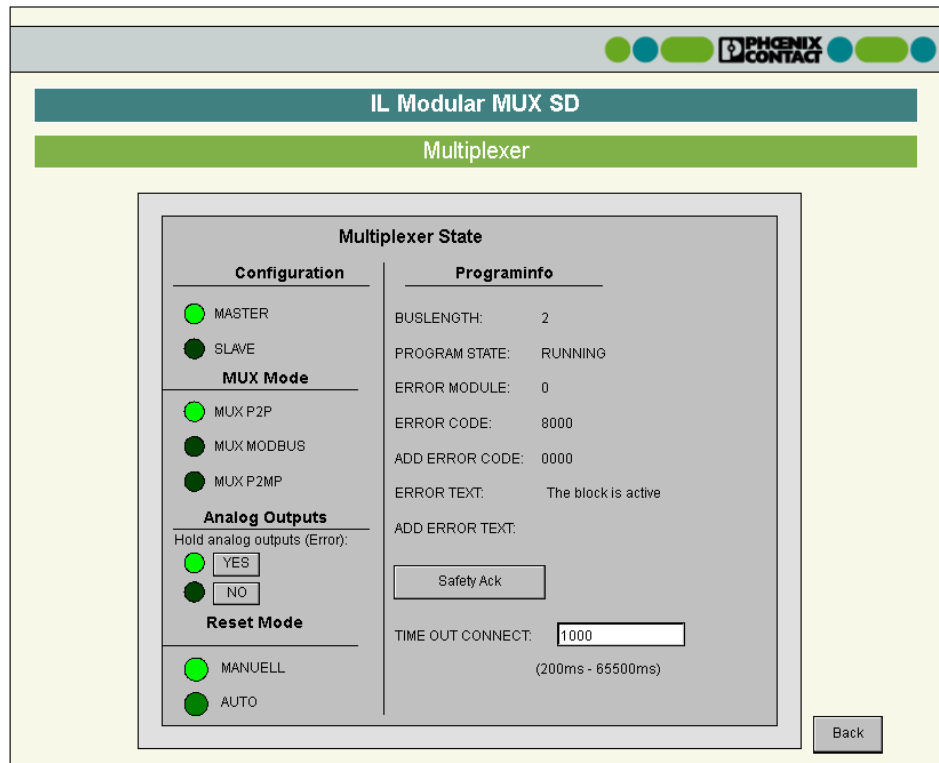 PHŒNIX
CONTACT
IL Modular MUX SD
Multiplexer
Multiplexer State
Configuration
MASTER
SLAVE
MUX Mode
MUX P2P
MUX MODBUS
MUX P2MP
Analog Outputs
Hold analog outputs (Error):
YES
NO
Reset Mode
MANUELL
AUTO
Programinfo
BUSLENGTH: 2
PROGRAM STATE: RUNNING
ERROR MODULE: 0
ERROR CODE: 8000
ADD ERROR CODE: 0000
ERROR TEXT: The block is active
ADD ERROR TEXT:
Safety Ack
TIME OUT CONNECT: 1000
(200ms - 65500ms)
Back